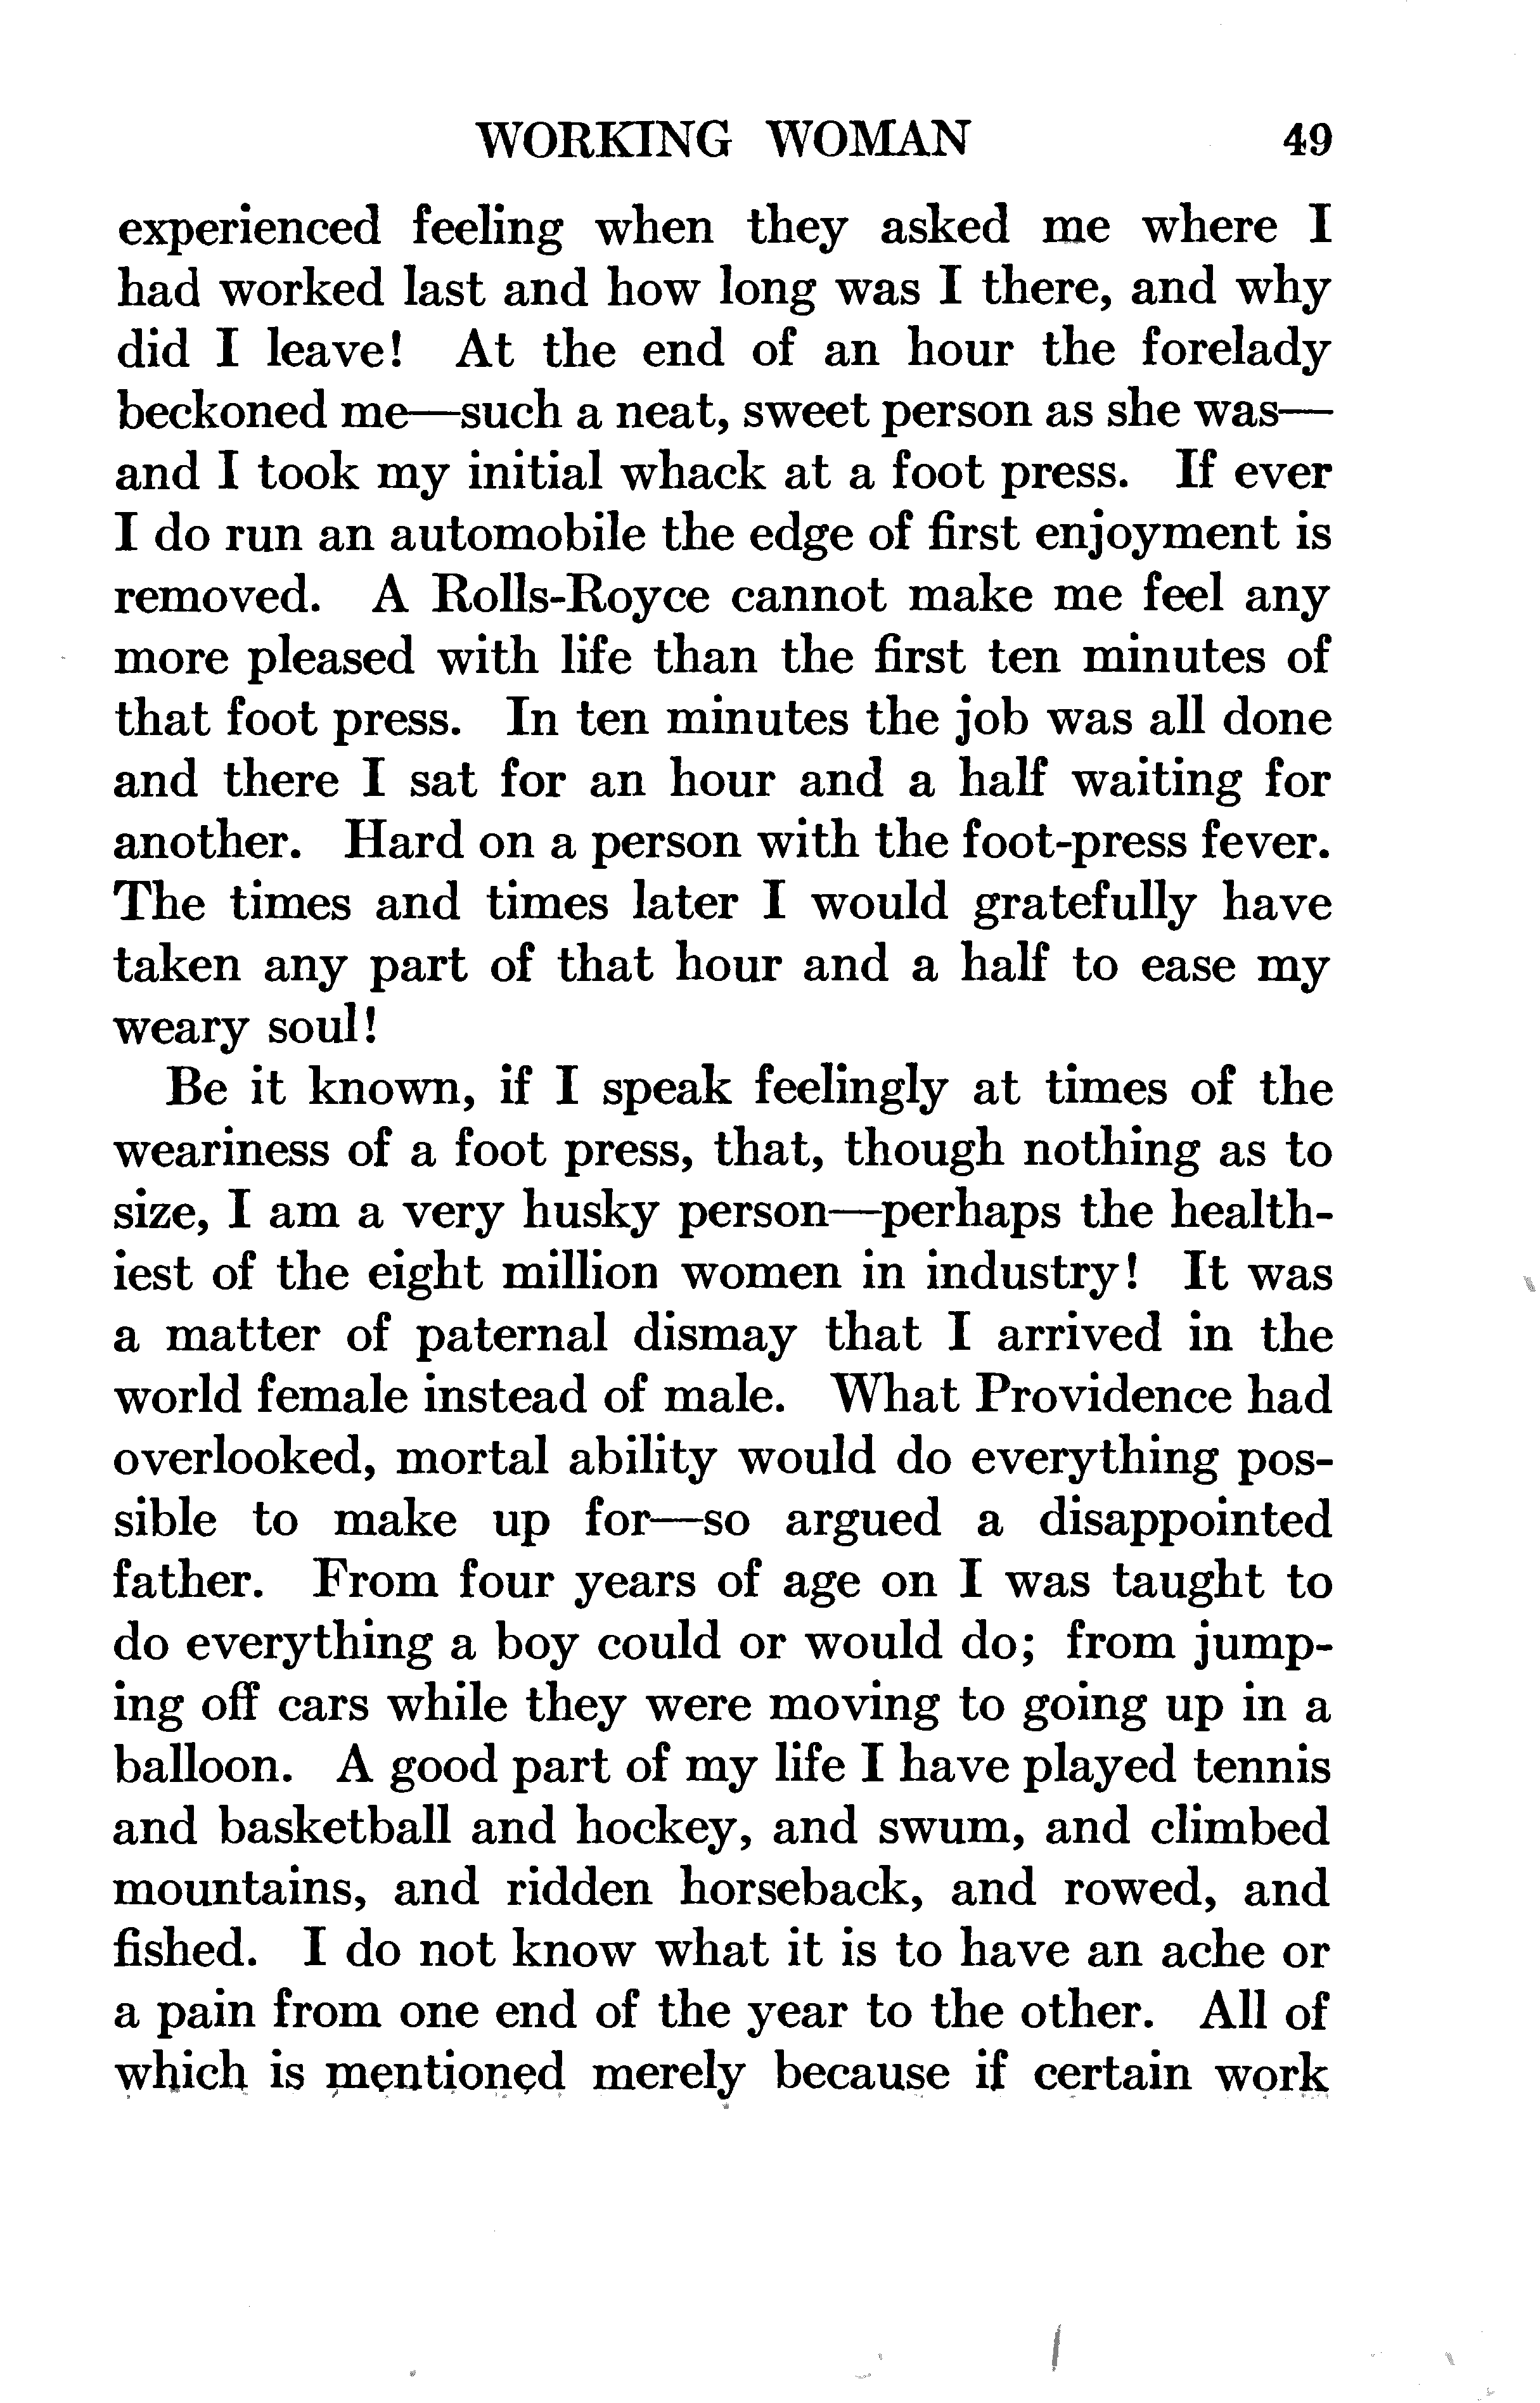 WORKING WOMAN 49
experienced feeling when they asked me where I
had worked last and how long was I there, and why
did I leave! At the end of an hour the forelady
beckoned me—such a neat, sweet person as she was—
and I took my initial whack at a foot press. If ever
I do run an automobile the edge of first enjoyment is
removed. A Rolls-Royce cannot make me feel any
more pleased with life than the first ten minutes of
that foot press. In ten minutes the job was all done
and there I sat for an hour and a half waiting for
another. Hard on a person with the foot-press fever.
The times and times later I would gratefully have
taken any part of that hour and a half to ease my
weary soul!
Be it known, if I speak feelingly at times of the
weariness of a foot press, that, though nothing as to
size, I am a very husky person—perhaps the health-
iest of the eight million women in industry! It was
a matter of paternal dismay that I arrived in the
world female instead of male. What Providence had
overlooked, mortal ability would do everything pos-
sible to make up for—so argued a disappointed
father. From four years of age on I was taught to
do everything a boy could or would do; from jump-
ing off cars while they were moving to going up in a
balloon. A good part of my life I have played tennis
and basketball and hockey, and swum, and climbed
mountains, and ridden horseback, and rowed, and
fished. I do not know what it is to have an ache or
a pain from one end of the year to the other. All of
which is mentioned merely because if certain work